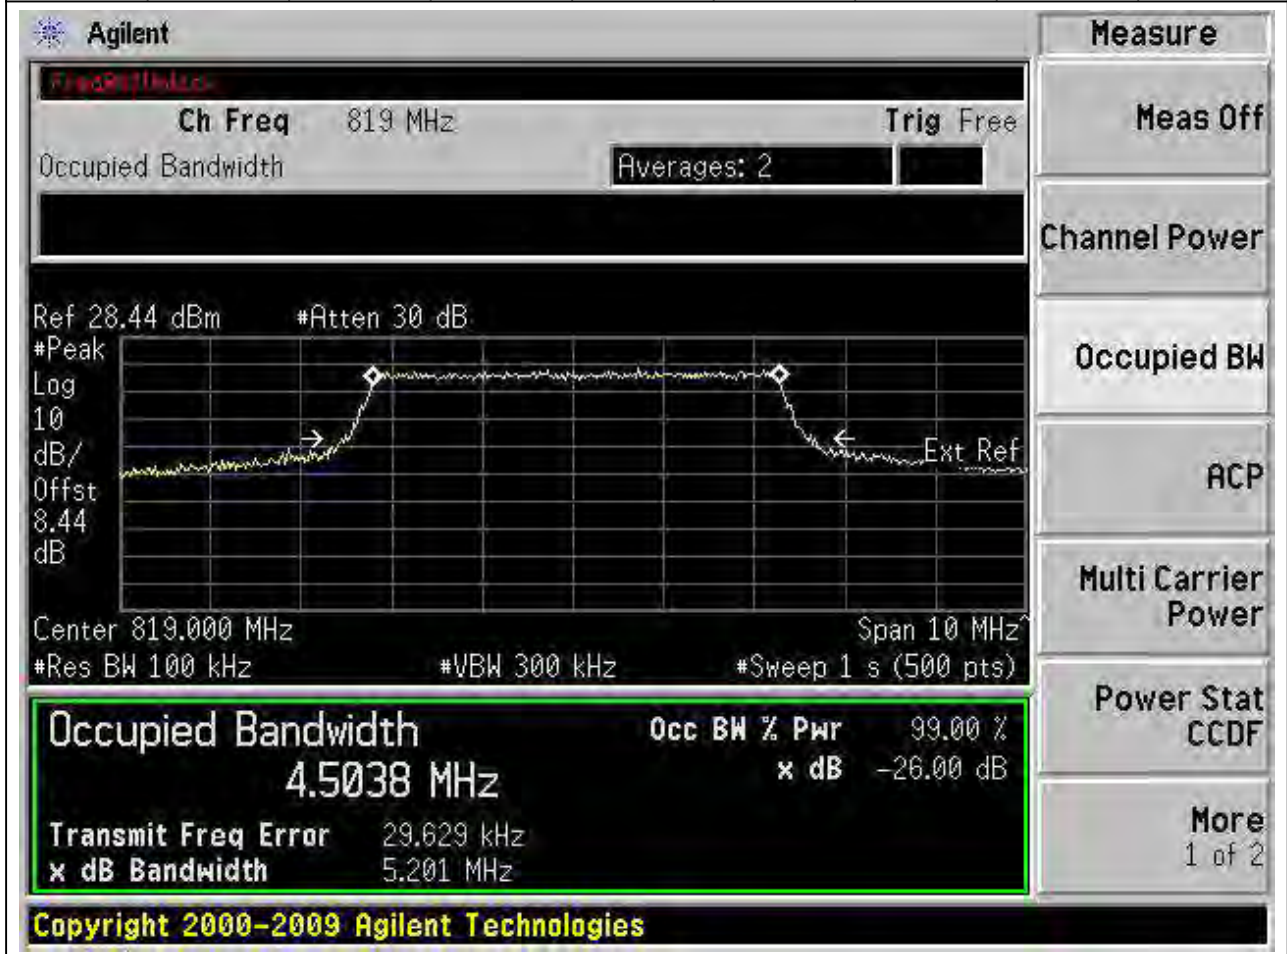 Agilent
Measure
Ch Freq 819 MHz Trig Free
Meas Off
Occupied Bandwidth Averages: 2
Channel Power
Ref 28.44 dBm #Atten 30 dB
#Peak
Log
10
dB/
Offst
8.44
dB
Ext Ref
Occupied BW
ACP
Center 819.000 MHz Span 10 MHz^
#Res BW 100 kHz #VBW 300 kHz #Sweep 1 s (500 pts)
Multi Carrier
Power
Occupied Bandwidth Occ BW % Pwr 99.00 %
4.5038 MHz x dB -26.00 dB
Transmit Freq Error 29.629 kHz
x dB Bandwidth 5.201 MHz
Power Stat
CCDF
More
1 of 2
Copyright 2000-2009 Agilent Technologies